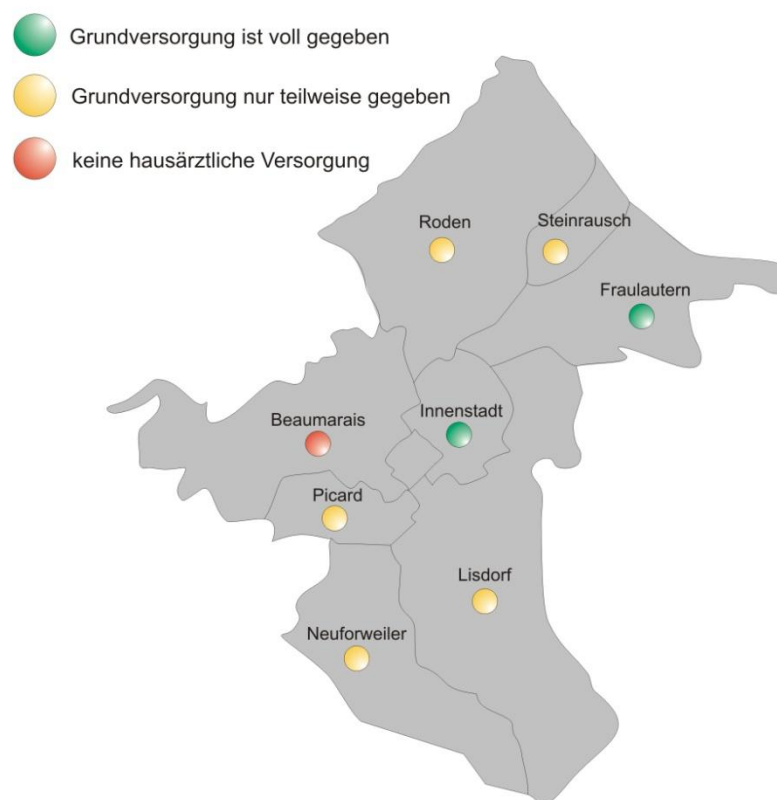 Grundversorgung ist voll gegeben
Grundversorgung nur teilweise gegeben
keine hausärztliche Versorgung
Roden
Steinrausch
Fraulautern
Innenstadt
Beaumarais
Picard
Lisdorf
Neuforweiler